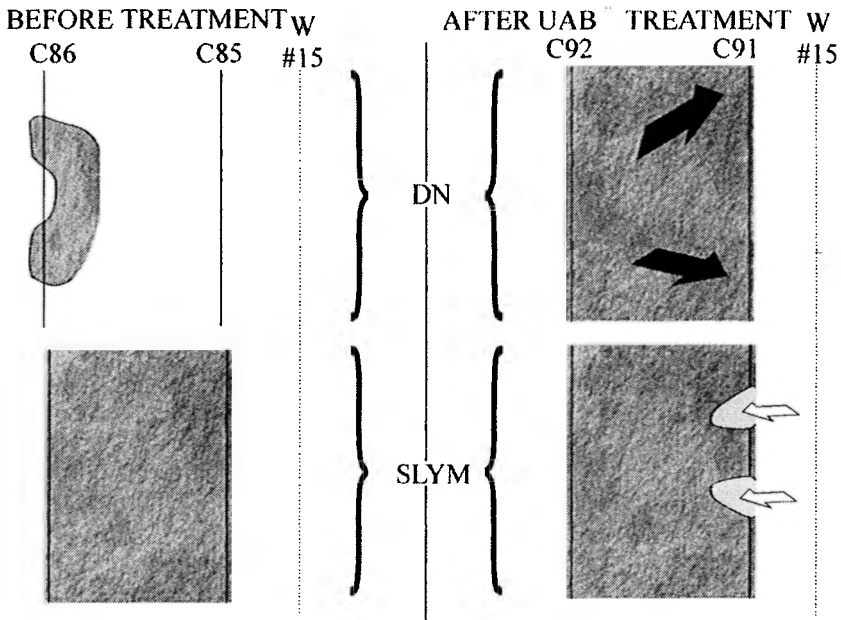 BEFORE TREATMENT W
C86 C85 #15
AFTER UAB TREATMENT W
C92 C91 #15
DN
SLYM